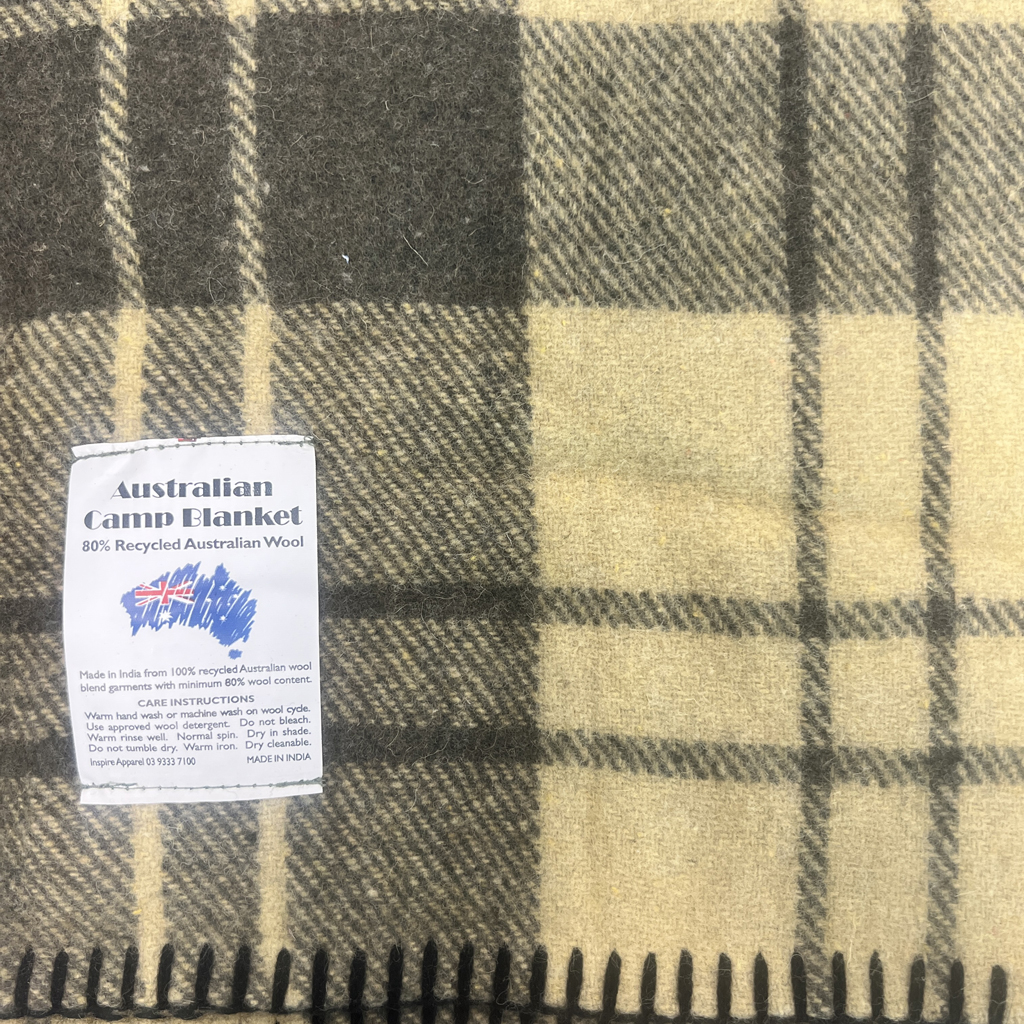 Australian
Camp Blanket
80% Recycled Australian Wool
Made in India from 100% recycled Australian wool
blend garments with minimum 80% wool content.
CARE INSTRUCTIONS
Warm hand wash or machine wash on wool cycle.
Use approved wool detergent. Do not bleach.
Warm rinse well. Normal spin. Dry in shade.
Do not tumble dry. Warm iron. Dry cleanable.
Inspire Apparel 03 9333 7100 MADE IN INDIA